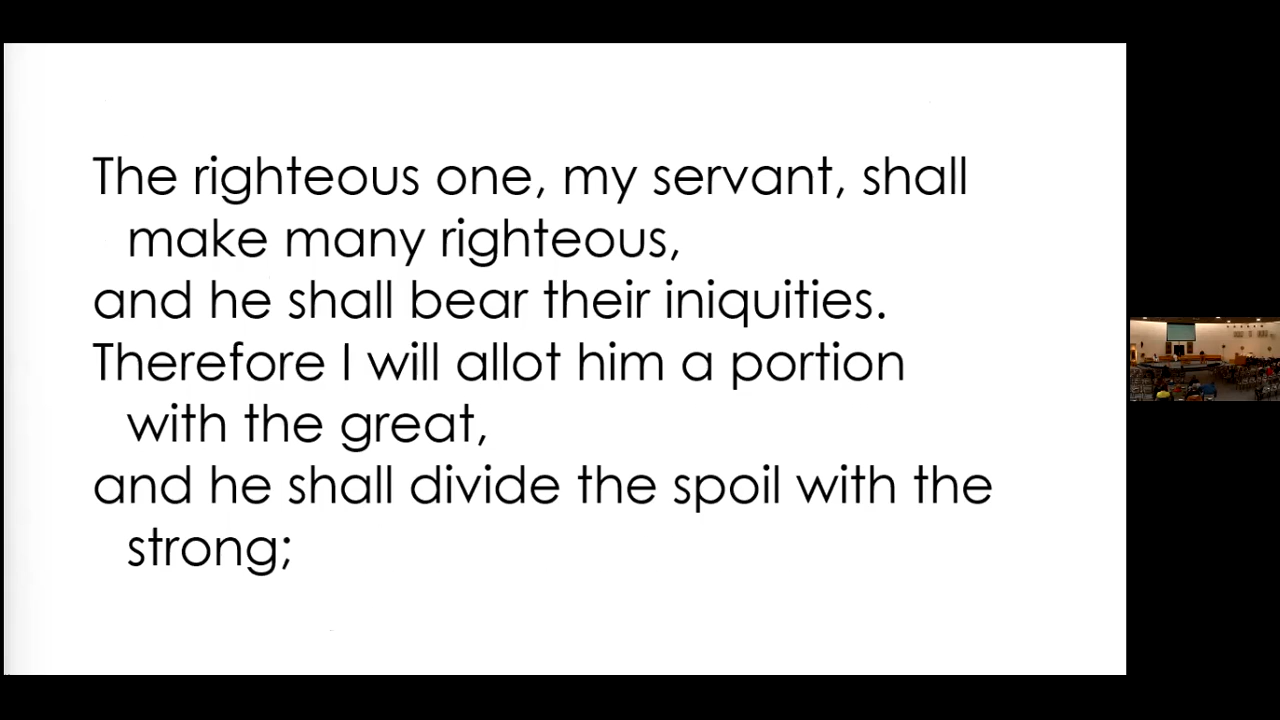 The righteous one, my servant, shall
make many righteous,
and he shall bear their iniquities.
Therefore I will allot him a portion
with the great,
and he shall divide the spoil with the
strong;